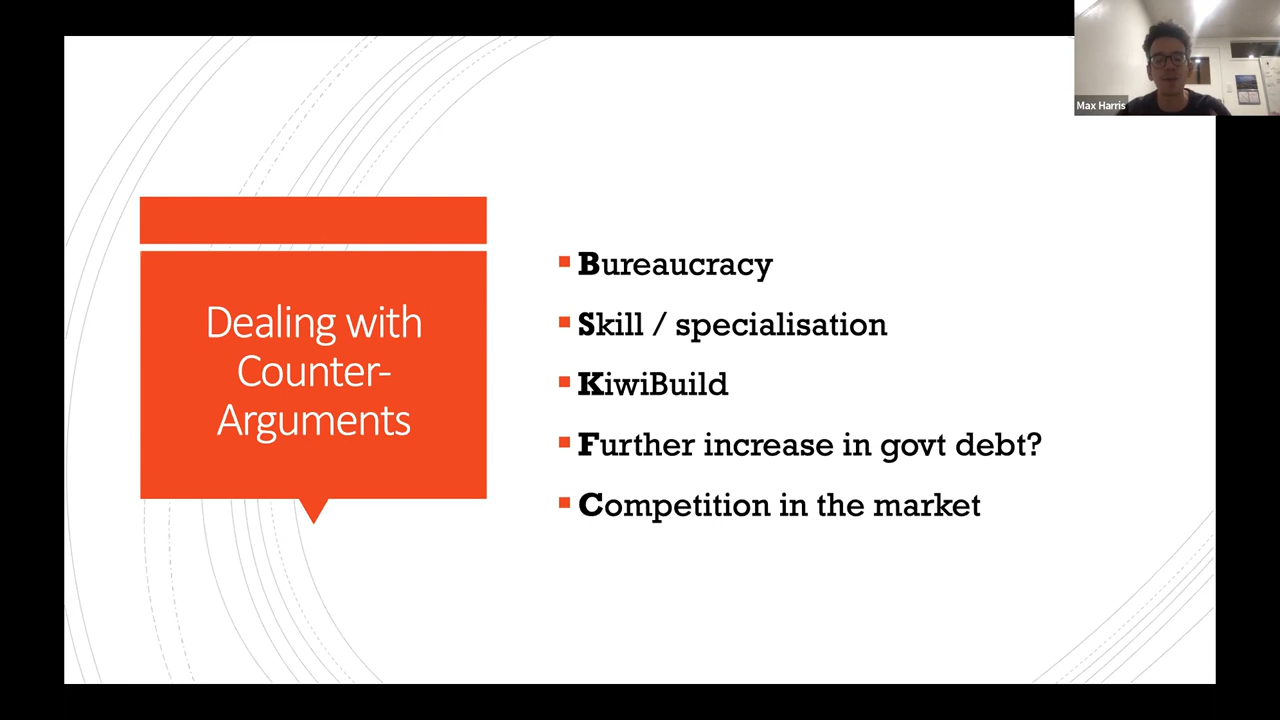 Max Harris
Dealing with
Counter-
Arguments
Bureaucracy
Skill / specialisation
KiwiBuild
Further increase in govt debt?
Competition in the market